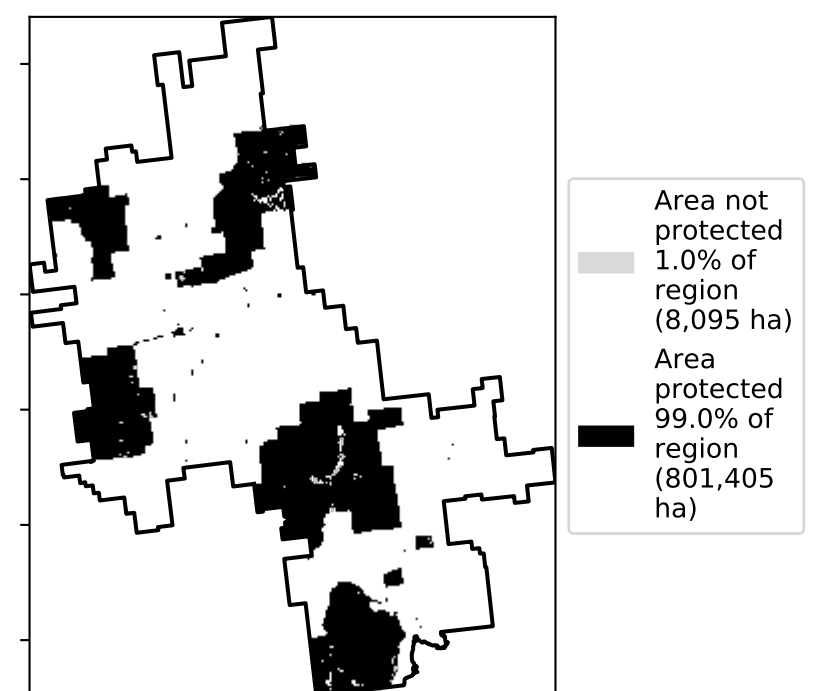 Area not
protected
1.0% of
region
(8,095 ha)
Area
protected
99.0% of
region
(801,405
ha)